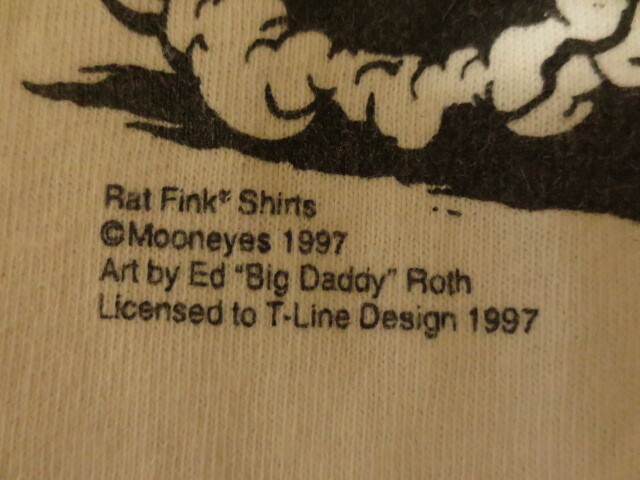 Rat Fink® Shirts
©Mooneyes 1997
Art by Ed "Big Daddy" Roth
Licensed to T-Line Design 1997